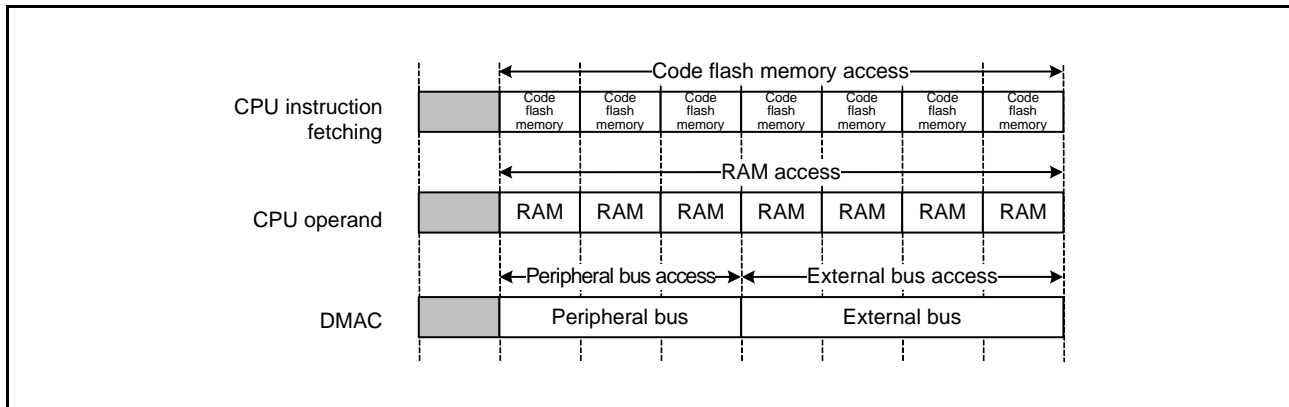 Code flash memory access
CPU instruction
fetching
Code Code Code Code Code Code Code
flash flash flash flash flash flash flash
memory memory memory memory memory memory memory
RAM access
CPU operand
RAM RAM RAM RAM RAM RAM RAM
Peripheral bus access External bus access
DMAC
Peripheral bus External bus